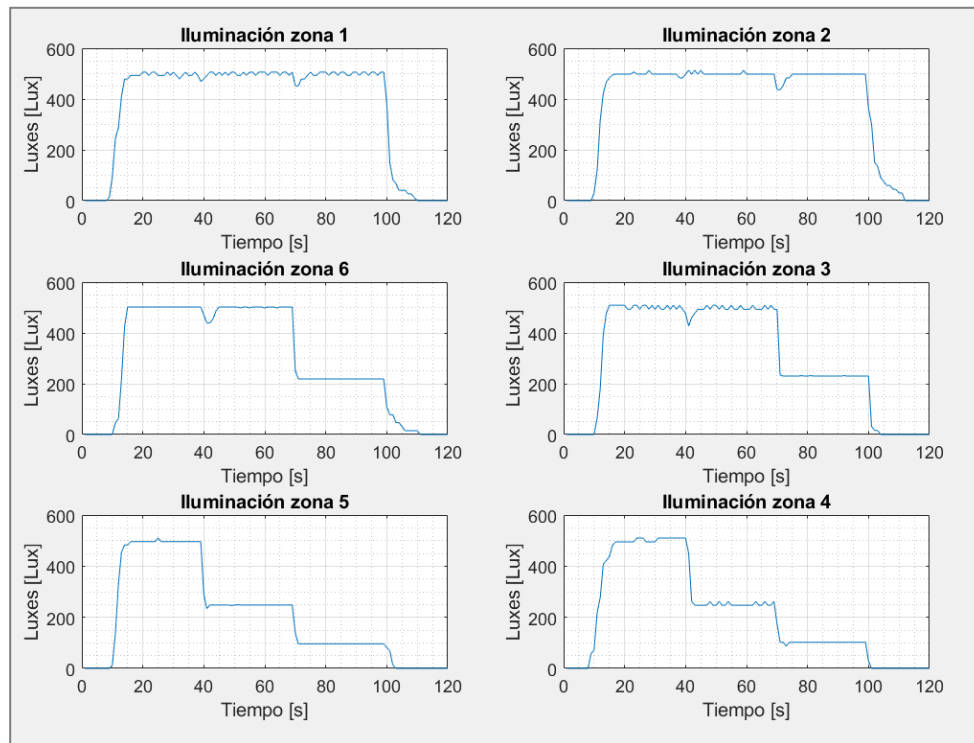 Iluminación zona 1
Luxes [Lux]
600
400
200
0
0 20 40 60 80 100 120
Tiempo [s]
Iluminación zona 2
Luxes [Lux]
600
400
200
0
0 20 40 60 80 100 120
Tiempo [s]
Iluminación zona 6
Luxes [Lux]
600
400
200
0
0 20 40 60 80 100 120
Tiempo [s]
Iluminación zona 3
Luxes [Lux]
600
400
200
0
0 20 40 60 80 100 120
Tiempo [s]
Iluminación zona 5
Luxes [Lux]
600
400
200
0
0 20 40 60 80 100 120
Tiempo [s]
Iluminación zona 4
Luxes [Lux]
600
400
200
0
0 20 40 60 80 100 120
Tiempo [s]